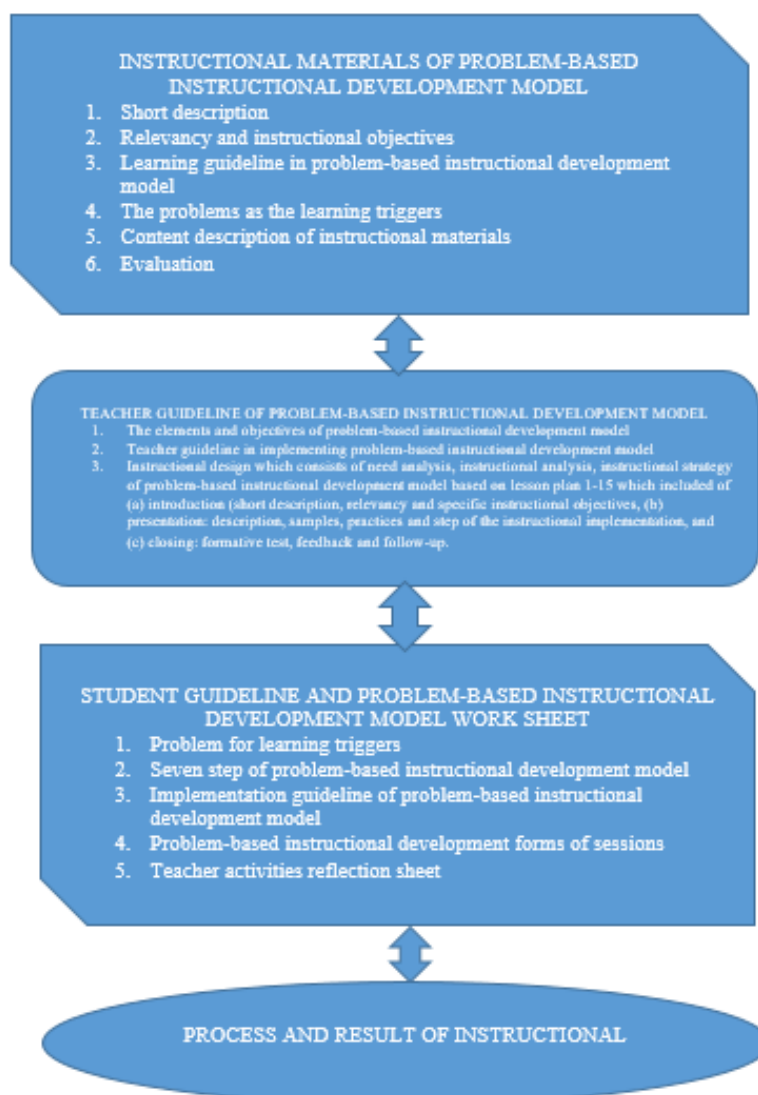 INSTRUCTIONAL MATERIALS OF PROBLEM-BASED
INSTRUCTIONAL DEVELOPMENT MODEL
1. Short description
2. Relevancy and instructional objectives
3. Learning guideline in problem-based instructional development
model
4. The problems as the learning triggers
5. Content description of instructional materials
6. Evaluation
TEACHER GUIDELINE OF PROBLEM-BASED INSTRUCTIONAL DEVELOPMENT MODEL
1. The elements and objectives of problem-based instructional development model
2. Teacher guideline in implementing problem-based instructional development model
3. Instructional design which consists of need analysis, instructional analysis, instructional strategy
of problem-based instructional development model based on lesson plan 1-15 which included of
(a) introduction (short description, relevancy and specific instructional objectives, (b)
presentation: description, samples, practices and step of the instructional implementation, and
(c) closing: formative test, feedback and follow-up.
STUDENT GUIDELINE AND PROBLEM-BASED INSTRUCTIONAL
DEVELOPMENT MODEL WORK SHEET
1. Problem for learning triggers
2. Seven step of problem-based instructional development model
3. Implementation guideline of problem-based instructional
development model
4. Problem-based instructional development forms of sessions
5. Teacher activities reflection sheet
PROCESS AND RESULT OF INSTRUCTIONAL